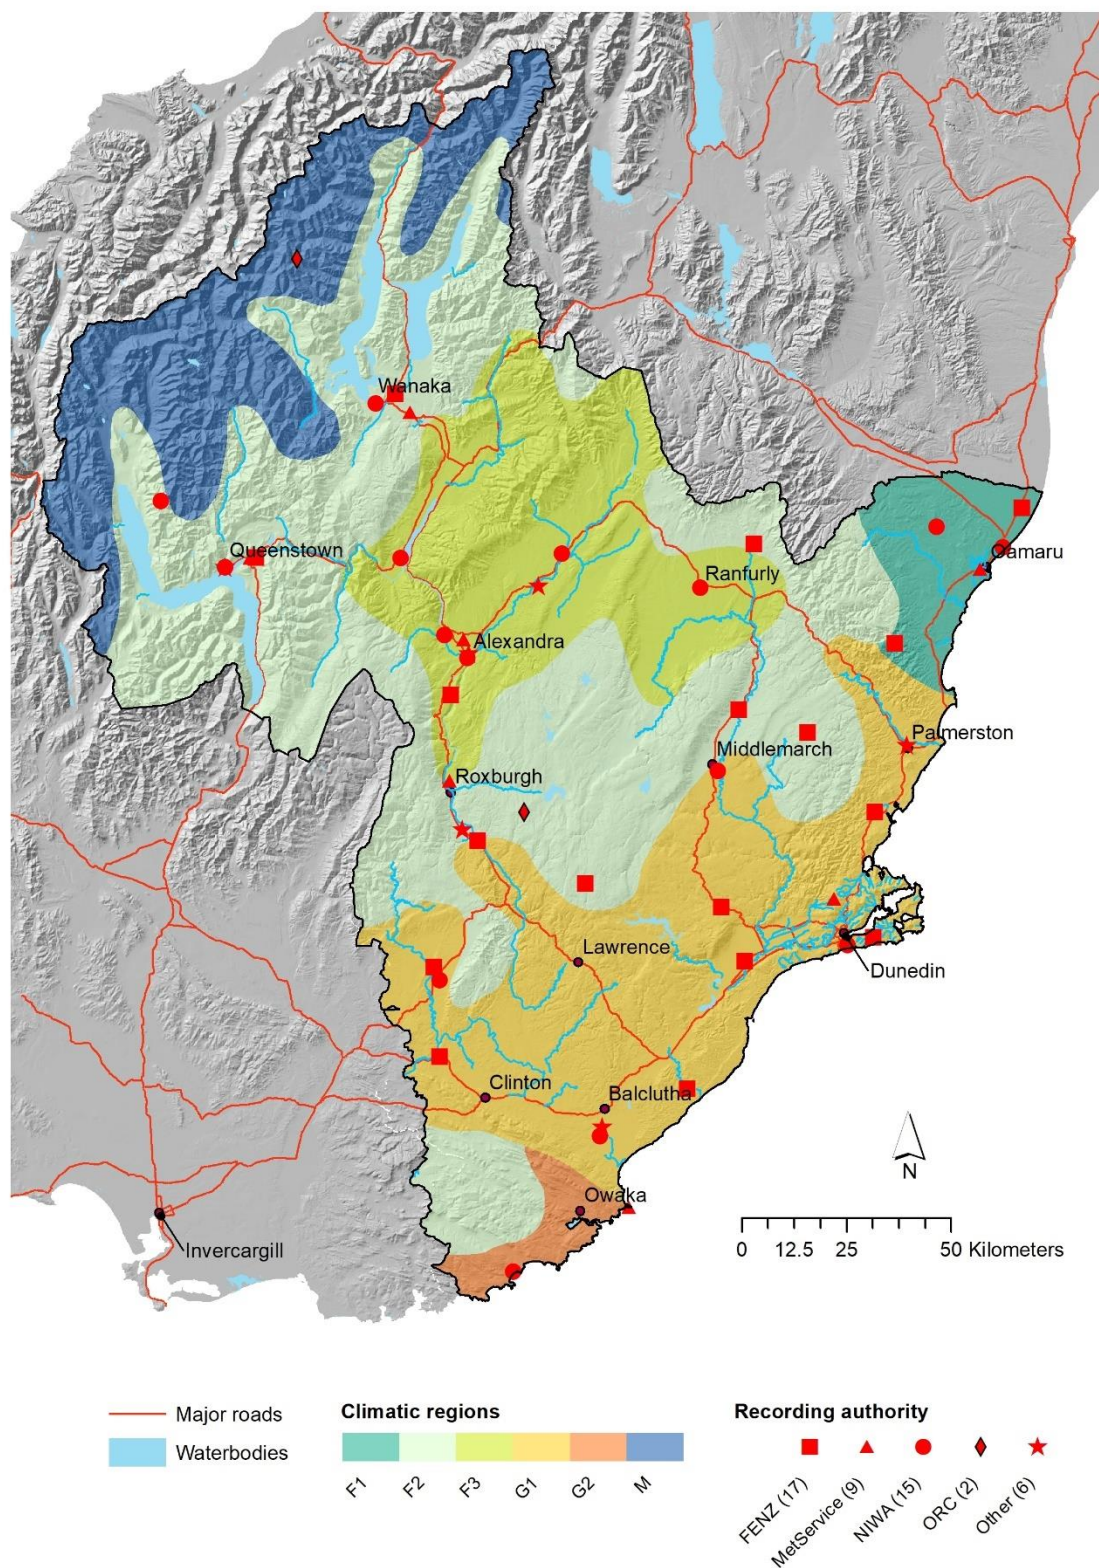 Wanaka
Queenstown
Oamaru
Ranfurly
Alexandra
Palmerston
Middlemarch
Roxburgh
Lawrence
Dunedin
Clinton
Balclutha
N
Owaka
Invercargill
0 12.5 25 50 Kilometers
Major roads
Waterbodies
Climatic regions
F1 F2 F3 G1 G2 M
Recording authority
FENZ (17) MetService (9) NIWA (15) ORC (2) Other (6)